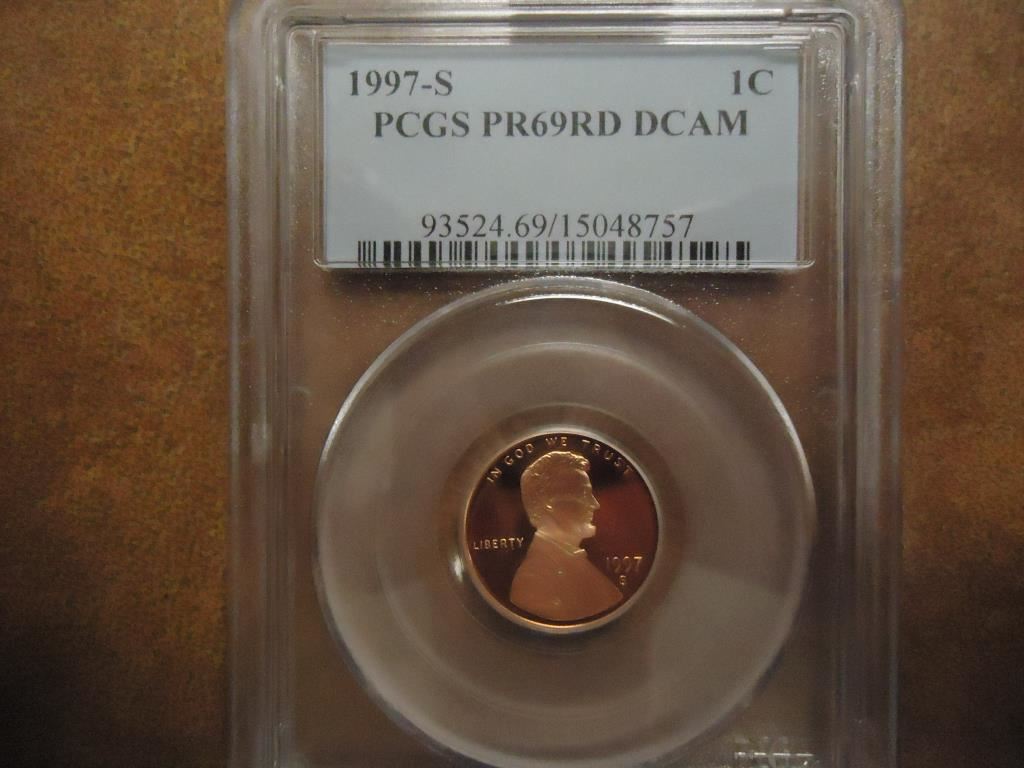 1997-S 1C
PCGS PR69RD DCAM
93524.69/15048757
IN GOD WE TRUST
LIBERTY
1997
S